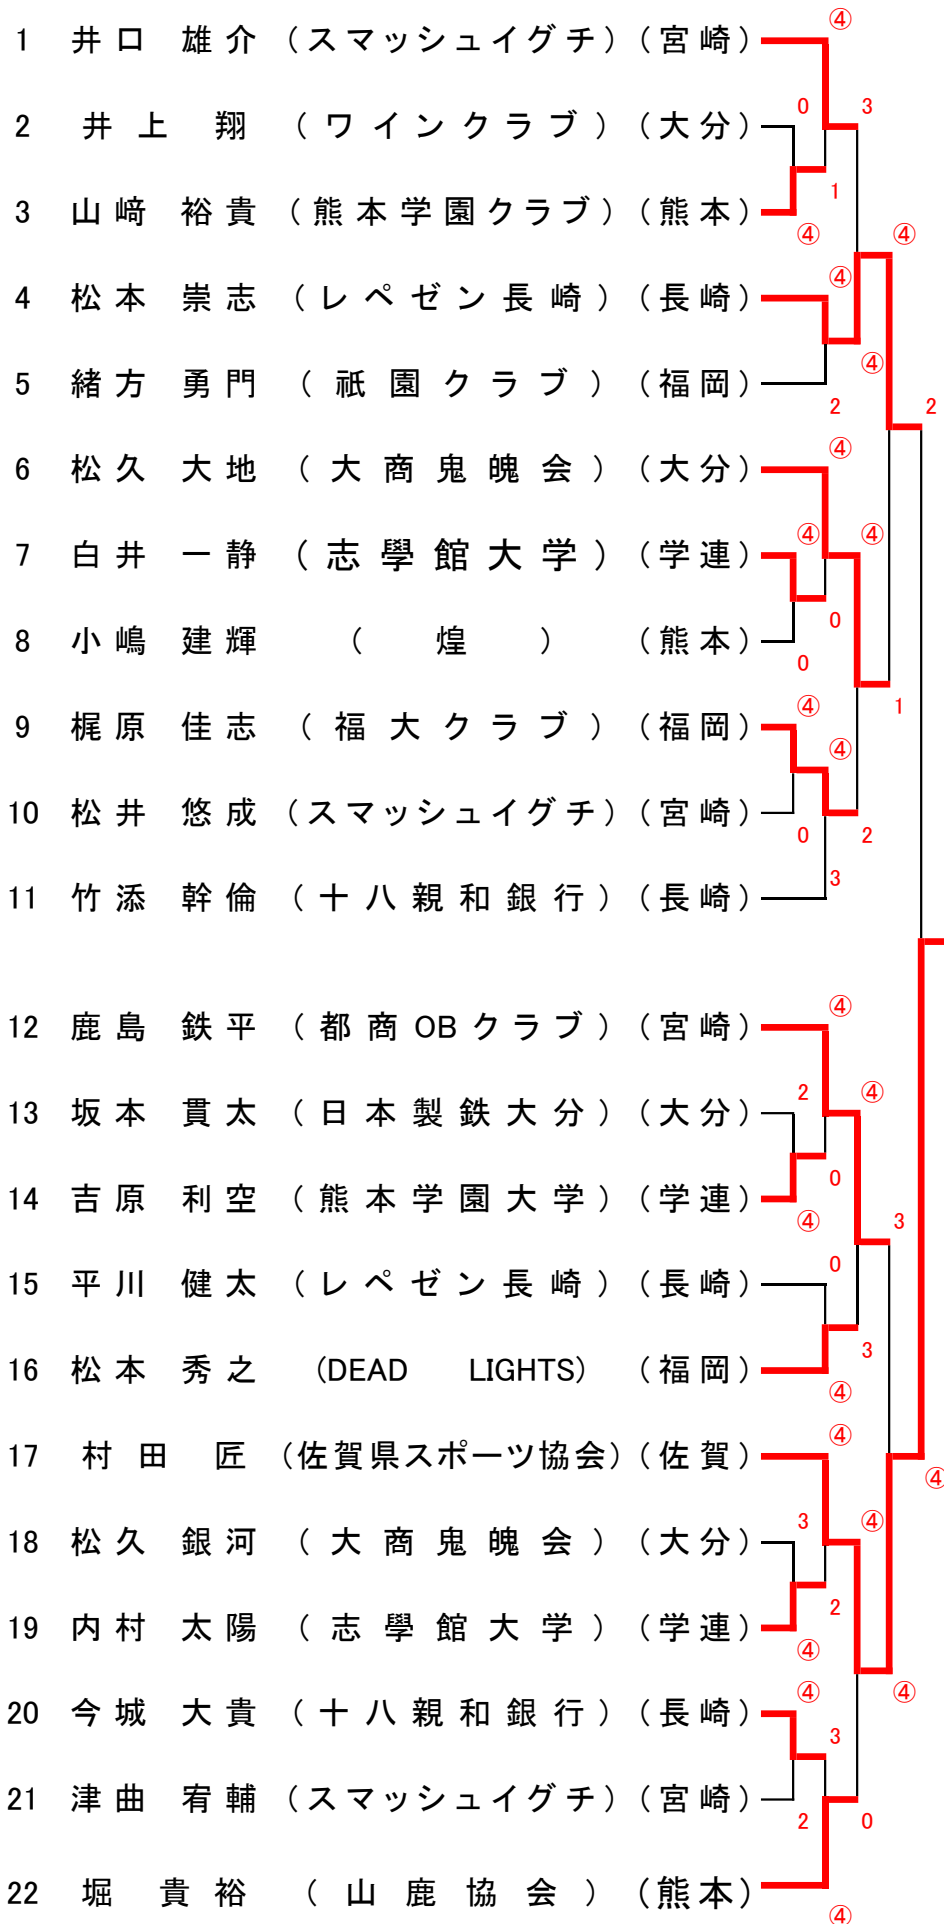 ④
1 井口 雄介 (スマッシュイグチ) (宮崎)
0 3
2 井上 翔 (ワインクラブ) (大分)
1
3 山﨑 裕貴 (熊本学園クラブ) (熊本)
④ ④
④
4 松本 崇志 (レペゼン長崎) (長崎)
④
5 緒方 勇門 (祇園クラブ) (福岡)
2 2
④
6 松久 大地 (大商鬼魄会) (大分)
④ ④
7 白井 一静 (志學館大学) (学連)
0
8 小嶋 建輝 (煌) (熊本)
0
④ 1
9 梶原 佳志 (福大クラブ) (福岡)
④
10 松井 悠成 (スマッシュイグチ) (宮崎)
0 2
3
11 竹添 幹倫 (十八親和銀行) (長崎)
④
12 鹿島 鉄平 (都商OBクラブ) (宮崎)
2 ④
13 坂本 貫太 (日本製鉄大分) (大分)
0
14 吉原 利空 (熊本学園大学) (学連)
④ 3
0
15 平川 健太 (レペゼン長崎) (長崎)
3
16 松本 秀之 (DEAD LIGHTS) (福岡)
④
④
17 村田 匠 (佐賀県スポーツ協会) (佐賀)
④
3 ④
18 松久 銀河 (大商鬼魄会) (大分)
2
19 内村 太陽 (志學館大学) (学連)
④
④ ④
20 今城 大貴 (十八親和銀行) (長崎)
3
21 津曲 宥輔 (スマッシュイグチ) (宮崎)
2 0
22 堀 貴裕 (山鹿協会) (熊本)
④